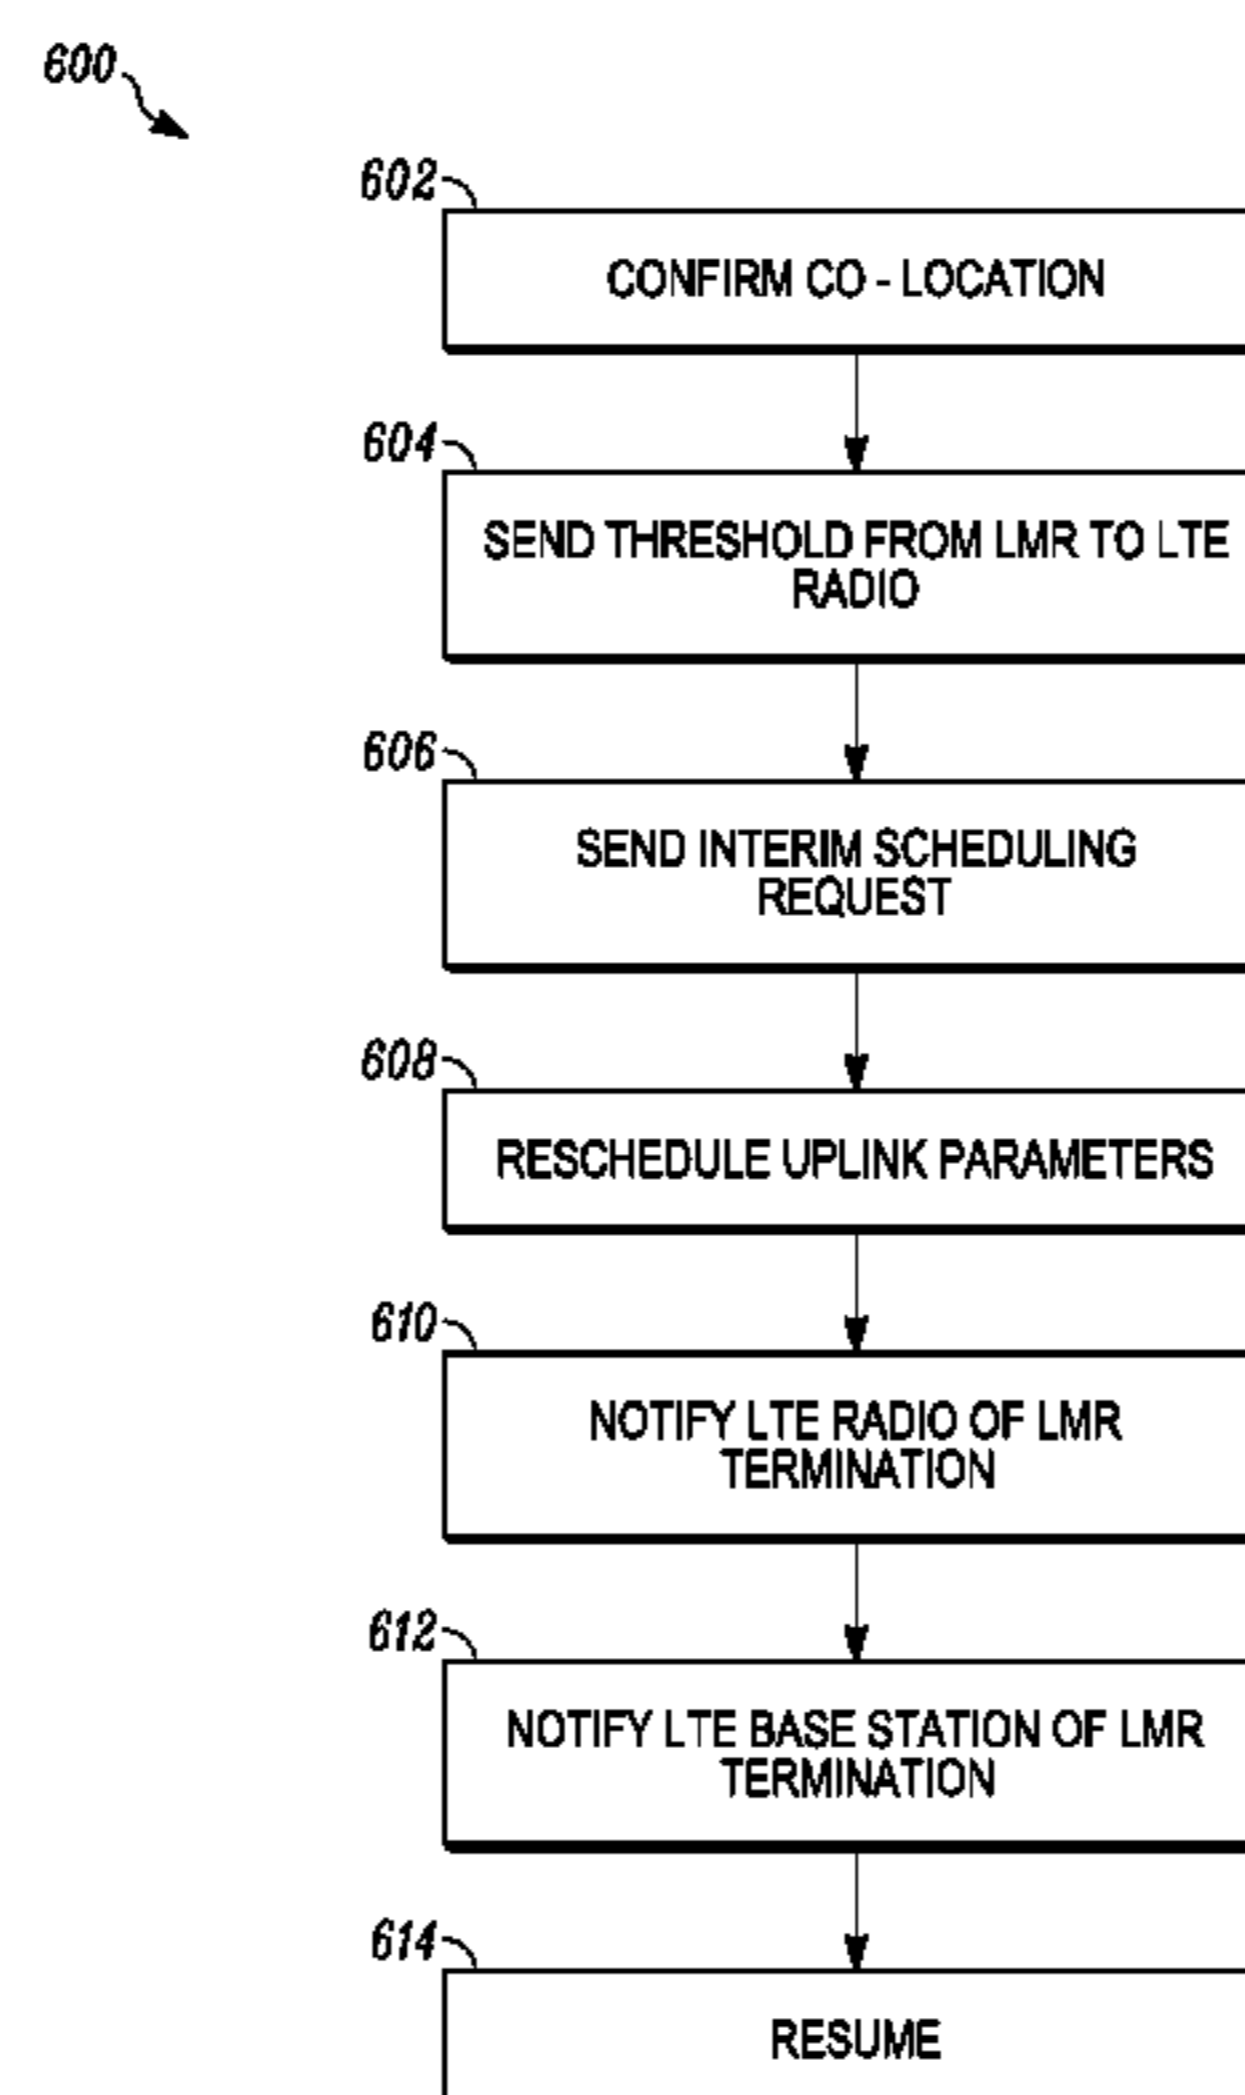 600
602
CONFIRM CO - LOCATION
604
SEND THRESHOLD FROM LMR TO LTE
RADIO
606
SEND INTERIM SCHEDULING
REQUEST
608
RESCHEDULE UPLINK PARAMETERS
610
NOTIFY LTE RADIO OF LMR
TERMINATION
612
NOTIFY LTE BASE STATION OF LMR
TERMINATION
614
RESUME